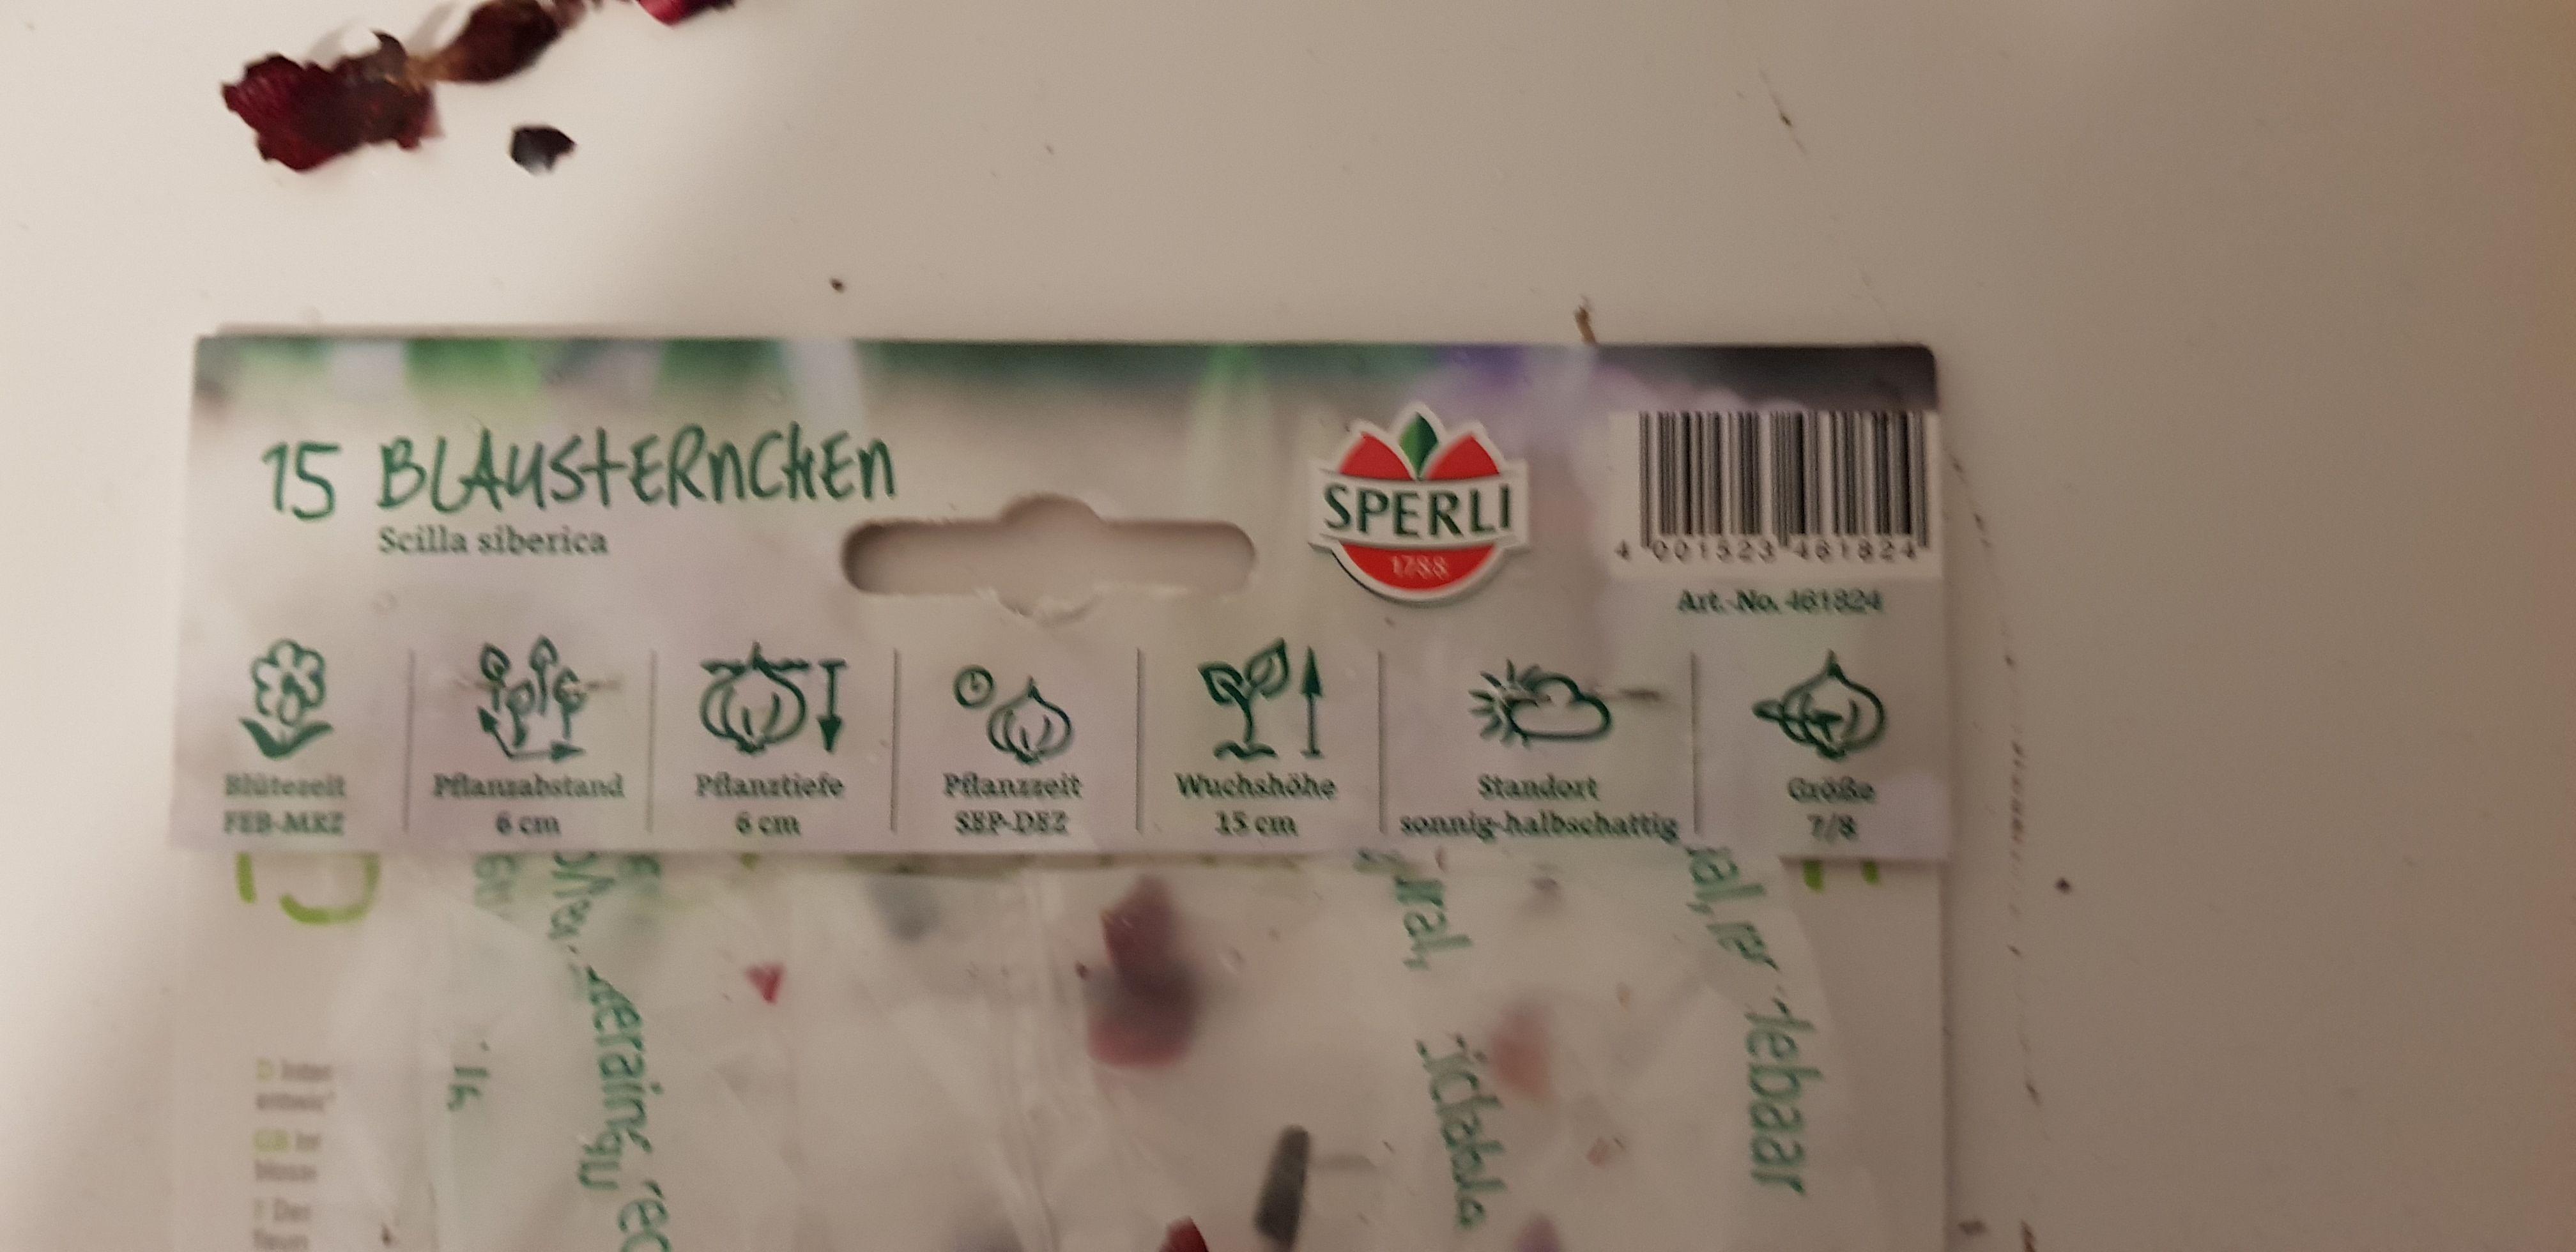 15 BLAUSTERNCHEN
Scilla siberica
SPERLI
1788
4 001523 461824
Art.-No. 461824
Blütezeit
FEB-MRZ
Pflanzabstand
6 cm
Pflanztiefe
6 cm
Pflanzzeit
SEP-DEZ
Wuchshöhe
15 cm
Standort
sonnig-halbschattig
Größe
7/8
D
GB